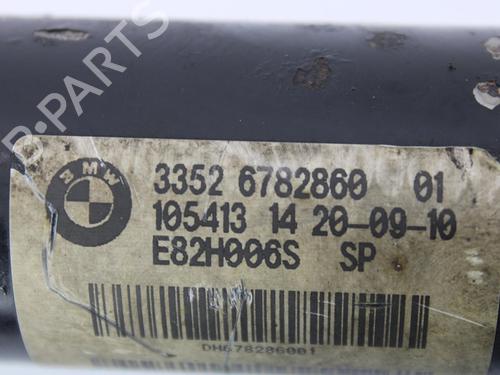 B-PARTS
BMW
3352 6782860 01
105413 14 20-09-10
E82H006S SP
DH678286001